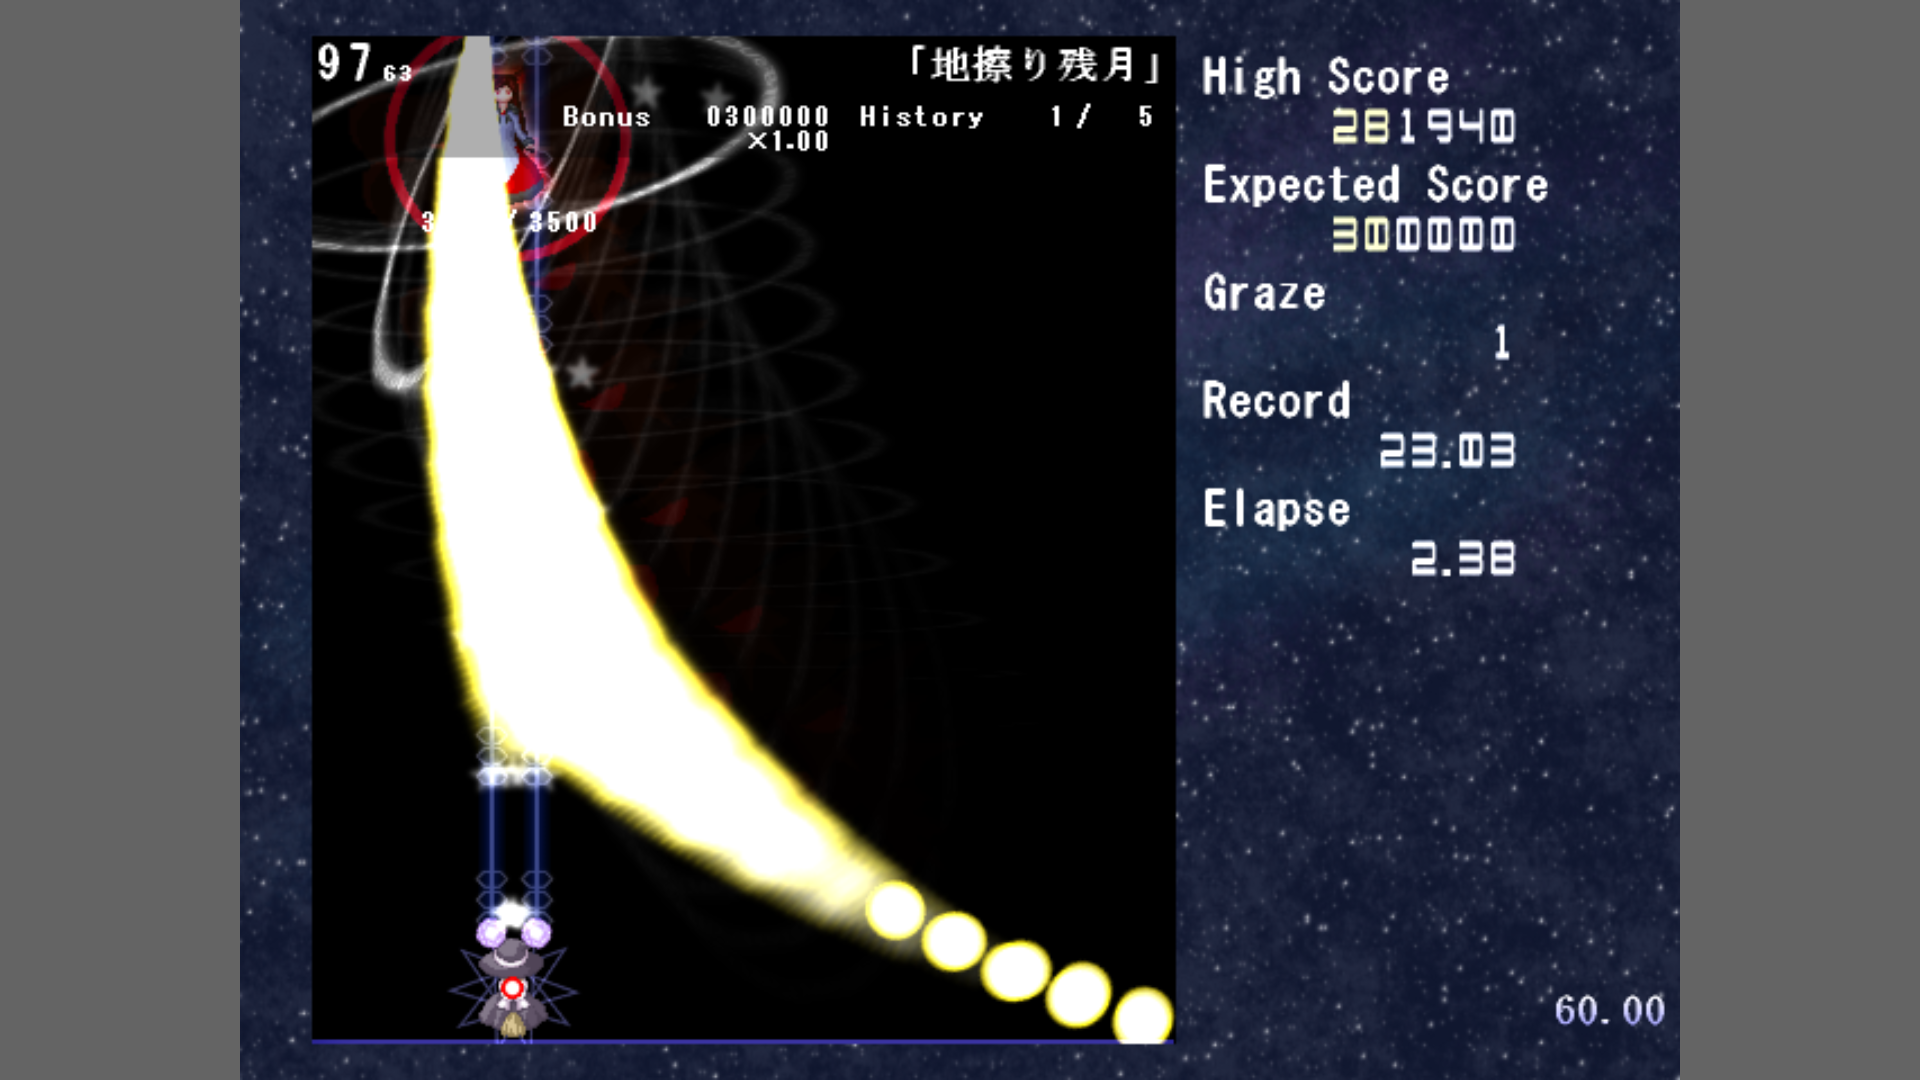 97 63
「地擦り残月」
Bonus 0300000 History 1 / 5
×1.00
3500
High Score
281940
Expected Score
300000
Graze
1
Record
23.03
Elapse
2.38
60.00